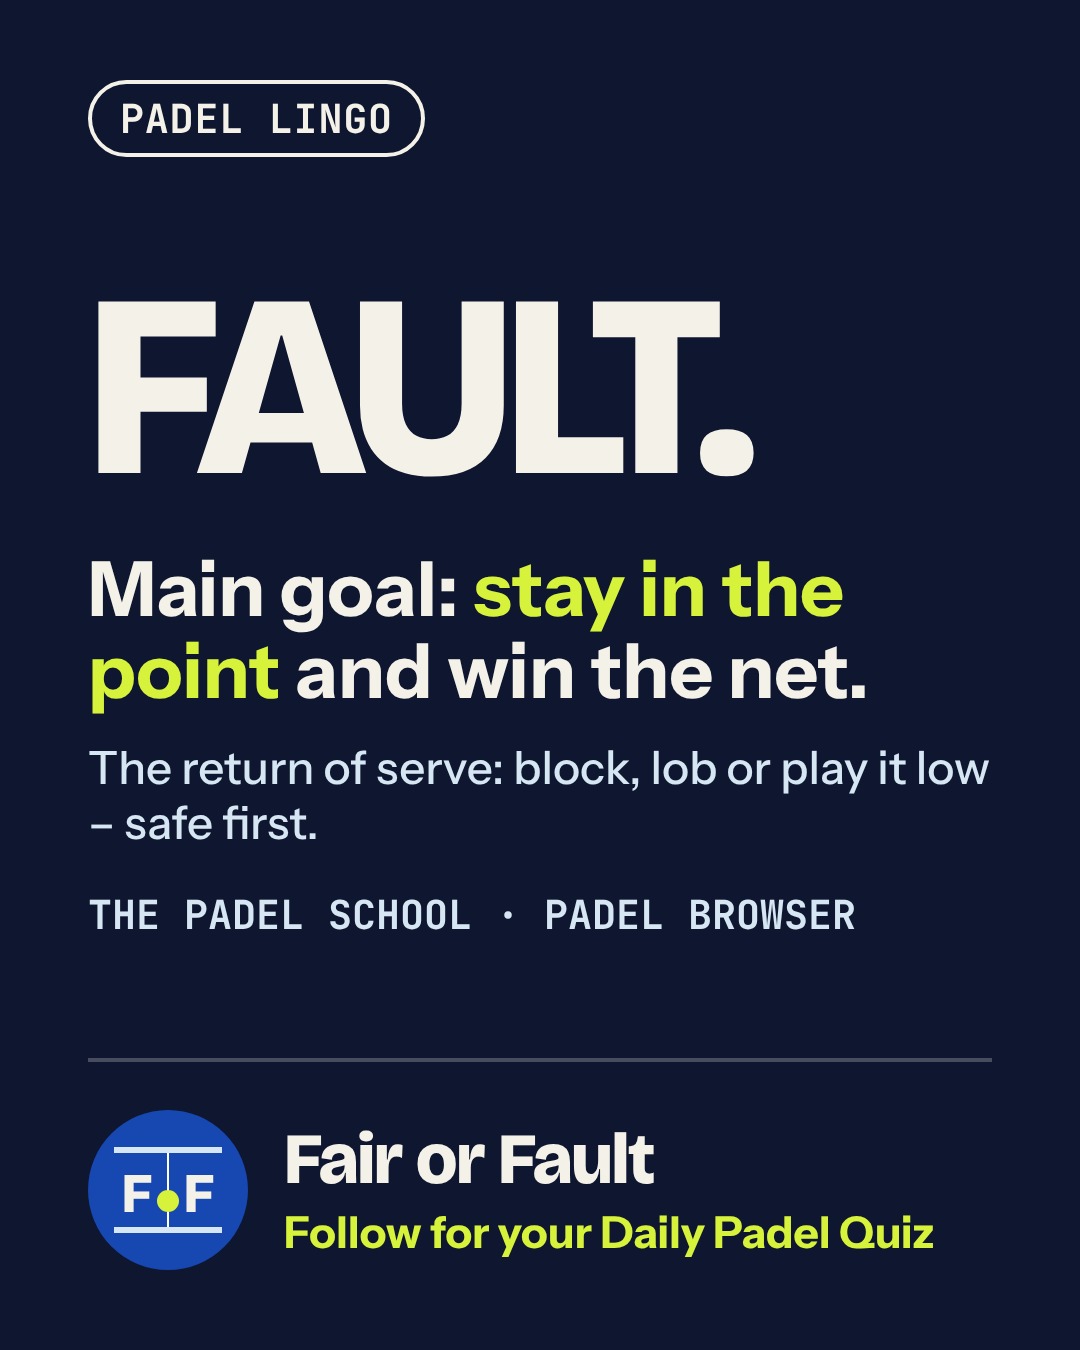 PADEL LINGO
FAULT.
Main goal: stay in the
point and win the net.
The return of serve: block, lob or play it low
– safe first.
THE PADEL SCHOOL · PADEL BROWSER
F F
Fair or Fault
Follow for your Daily Padel Quiz